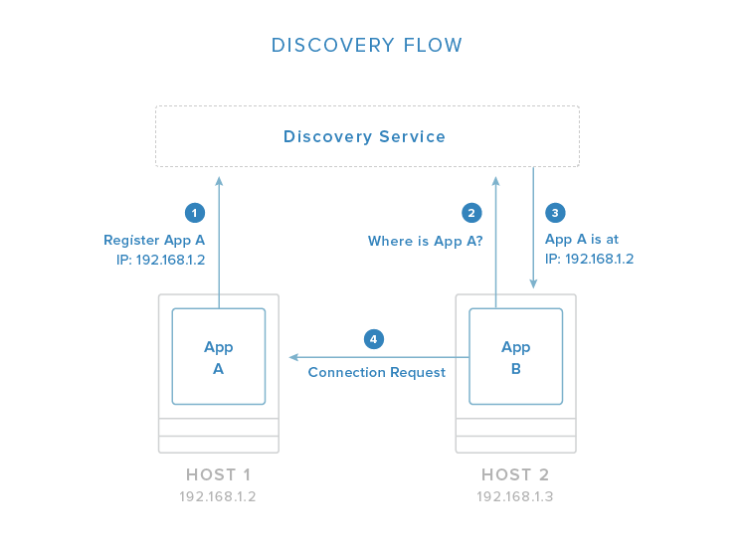 DISCOVERY FLOW
Discovery Service
1
Register App A
IP: 192.168.1.2
2
Where is App A?
3
App A is at
IP: 192.168.1.2
App
A
4
Connection Request
App
B
HOST 1
192.168.1.2
HOST 2
192.168.1.3